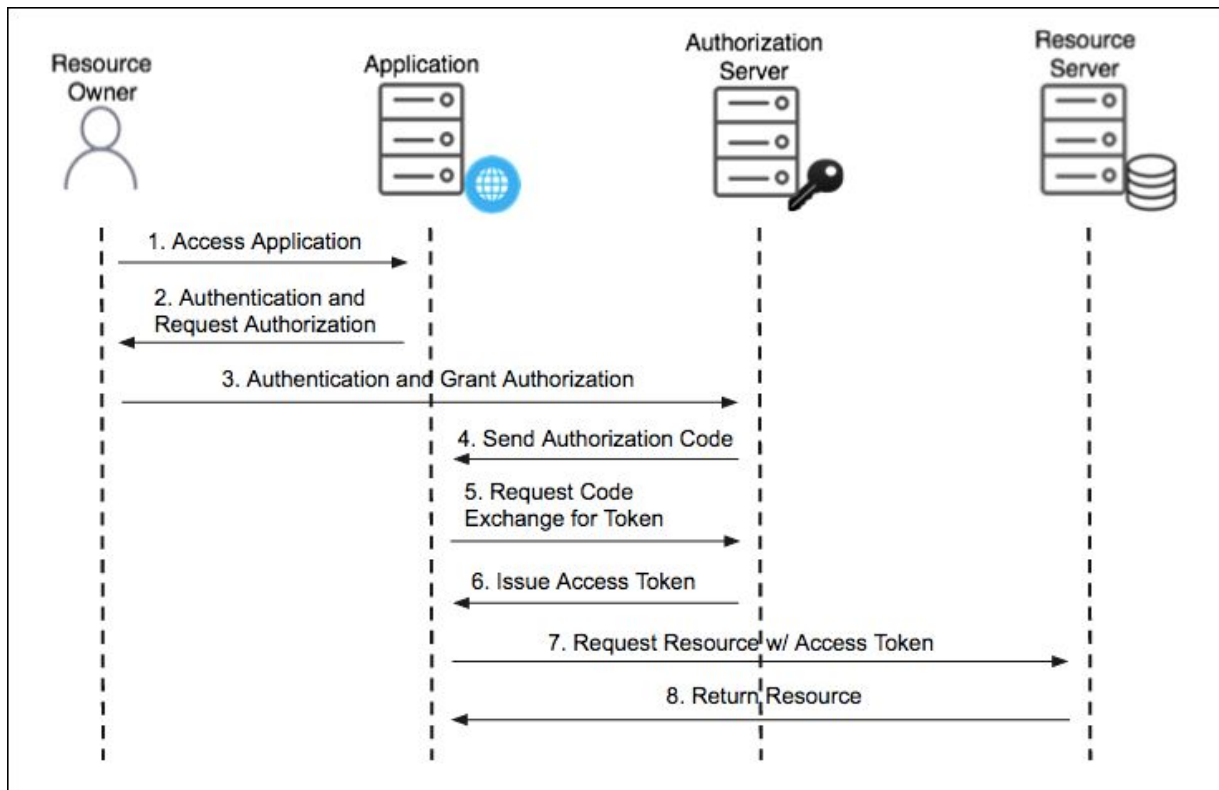 Resource
Owner
Application
Authorization
Server
Resource
Server
1. Access Application
2. Authentication and
Request Authorization
3. Authentication and Grant Authorization
4. Send Authorization Code
5. Request Code
Exchange for Token
6. Issue Access Token
7. Request Resource w/ Access Token
8. Return Resource